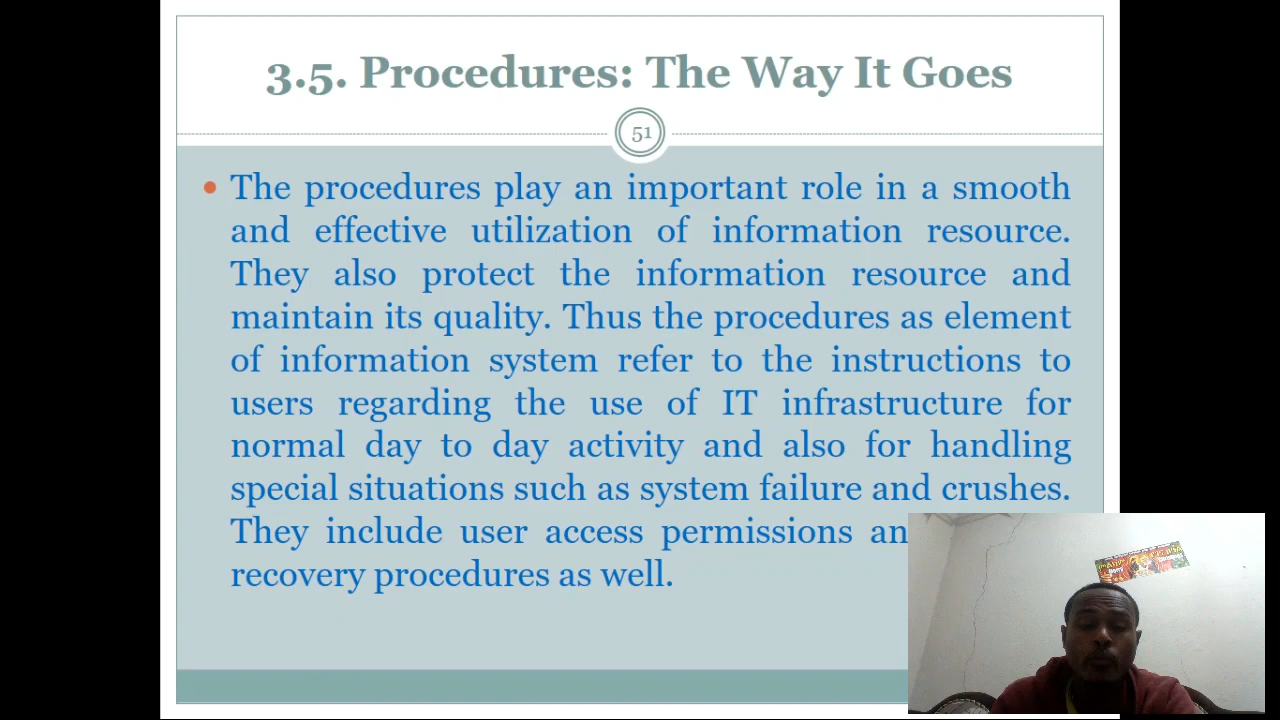 3.5. Procedures: The Way It Goes
51
• The procedures play an important role in a smooth
and effective utilization of information resource.
They also protect the information resource and
maintain its quality. Thus the procedures as element
of information system refer to the instructions to
users regarding the use of IT infrastructure for
normal day to day activity and also for handling
special situations such as system failure and crushes.
They include user access permissions
recovery procedures as well.